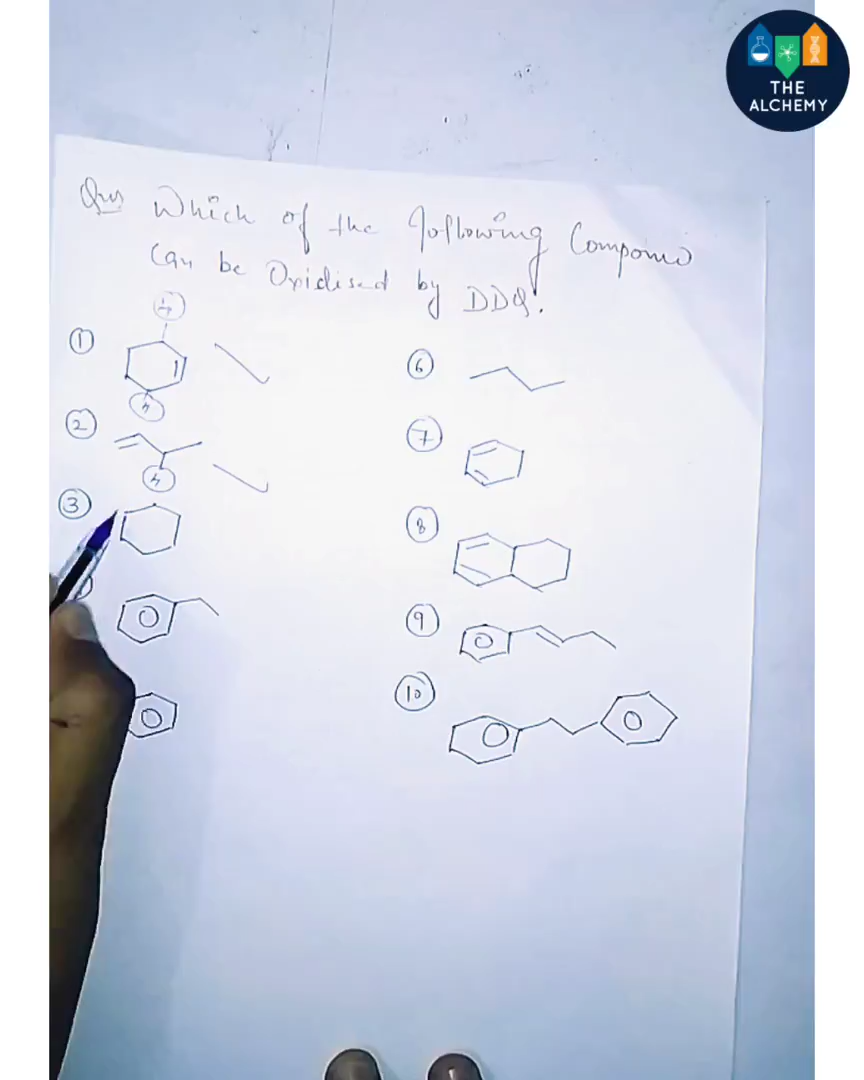 THE
ALCHEMY
Qus Which of the following Compound
Can be Oxidised by DDQ.
H
①
H
②
H
③
⑥
⑦
⑧
⑨
⑩